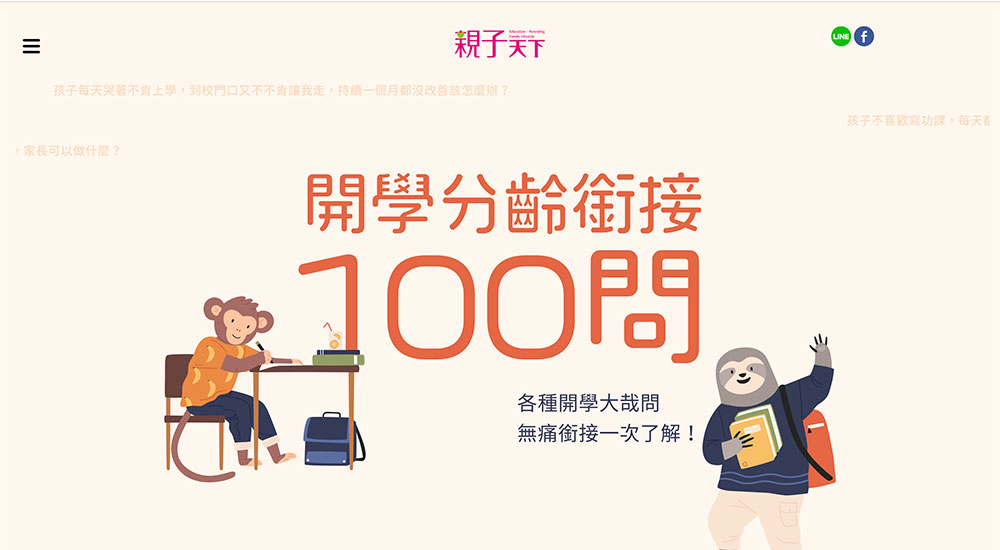 親子天下
Education・Parenting
Family Lifestyle
LINE
f
孩子每天哭著不肯上學，到校門口又不不肯讓我走，持續一個月都沒改善該怎麼辦？
孩子不喜歡寫功課，每天都
，家長可以做什麼？
開學分齡銜接
100問
各種開學大哉問
無痛銜接一次了解！